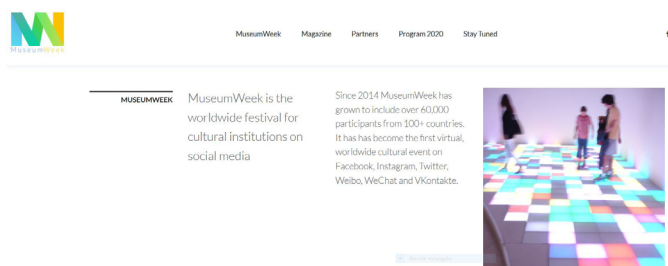 MuseumWeek
MuseumWeek
Magazine
Partners
Program 2020
Stay Tuned
MUSEUMWEEK
MuseumWeek is the
worldwide festival for
cultural institutions on
social media
Since 2014 MuseumWeek has
grown to include over 60,000
participants from 100+ countries.
It has has become the first virtual,
worldwide cultural event on
Facebook, Instagram, Twitter,
Weibo, WeChat and VKontakte.